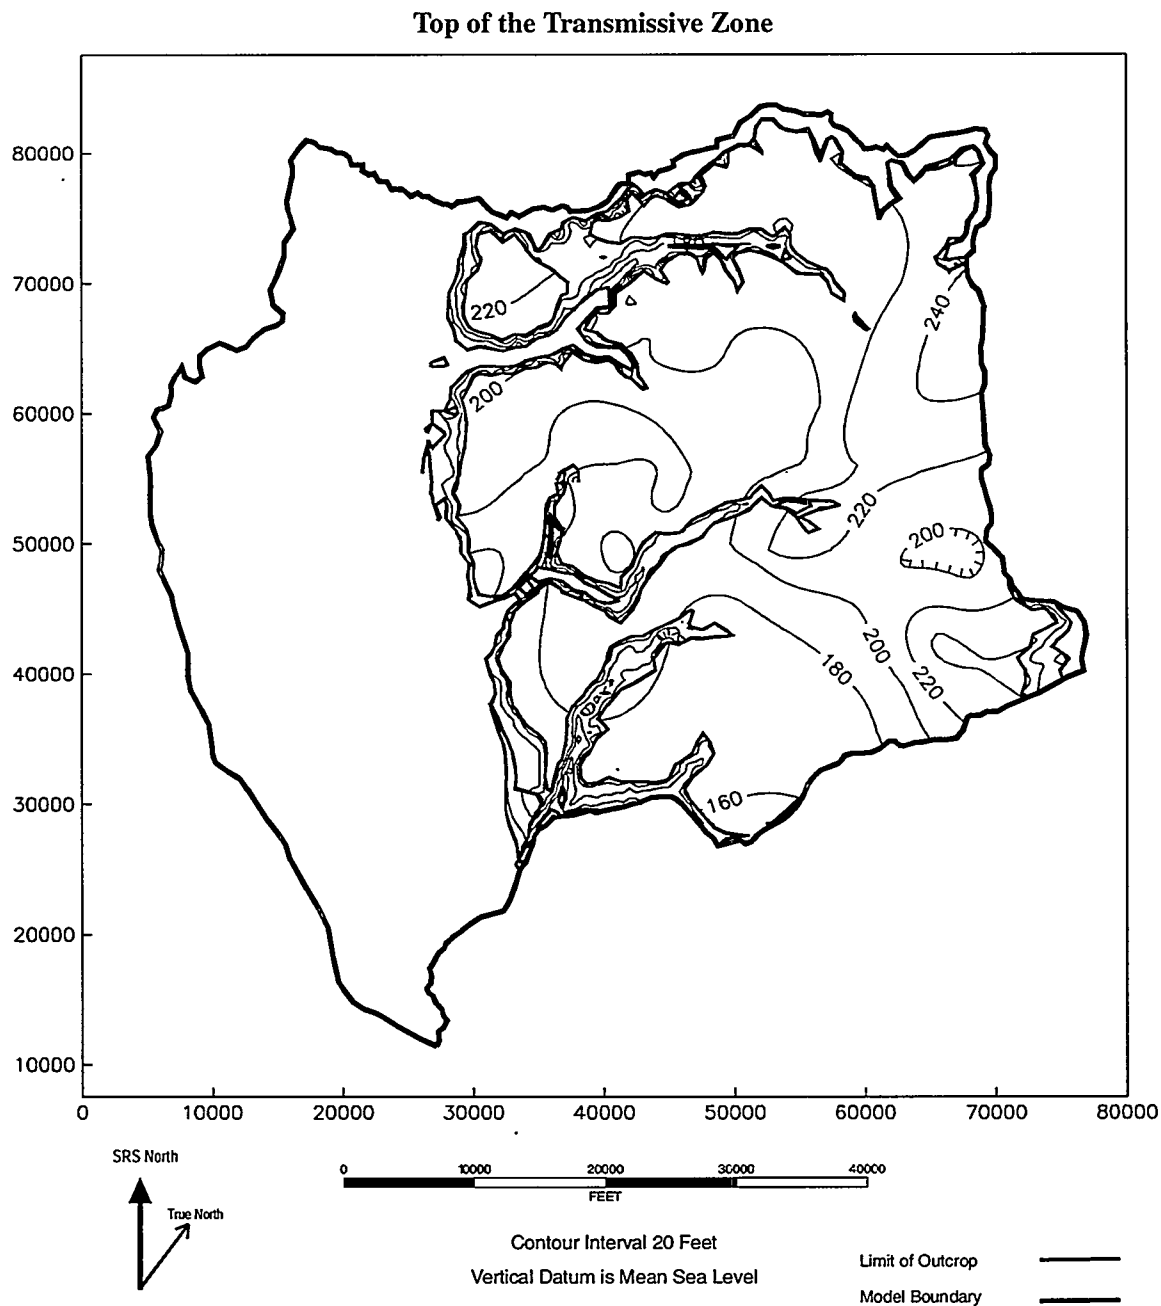 Top of the Transmissive Zone
80000
70000
60000
50000
40000
30000
20000
10000
220
240
200
220
200
200
180
220
160
0 10000 20000 30000 40000 50000 60000 70000 80000
SRS North
True North
0 10000 20000 30000 40000
FEET
Contour Interval 20 Feet
Vertical Datum is Mean Sea Level
Limit of Outcrop
Model Boundary